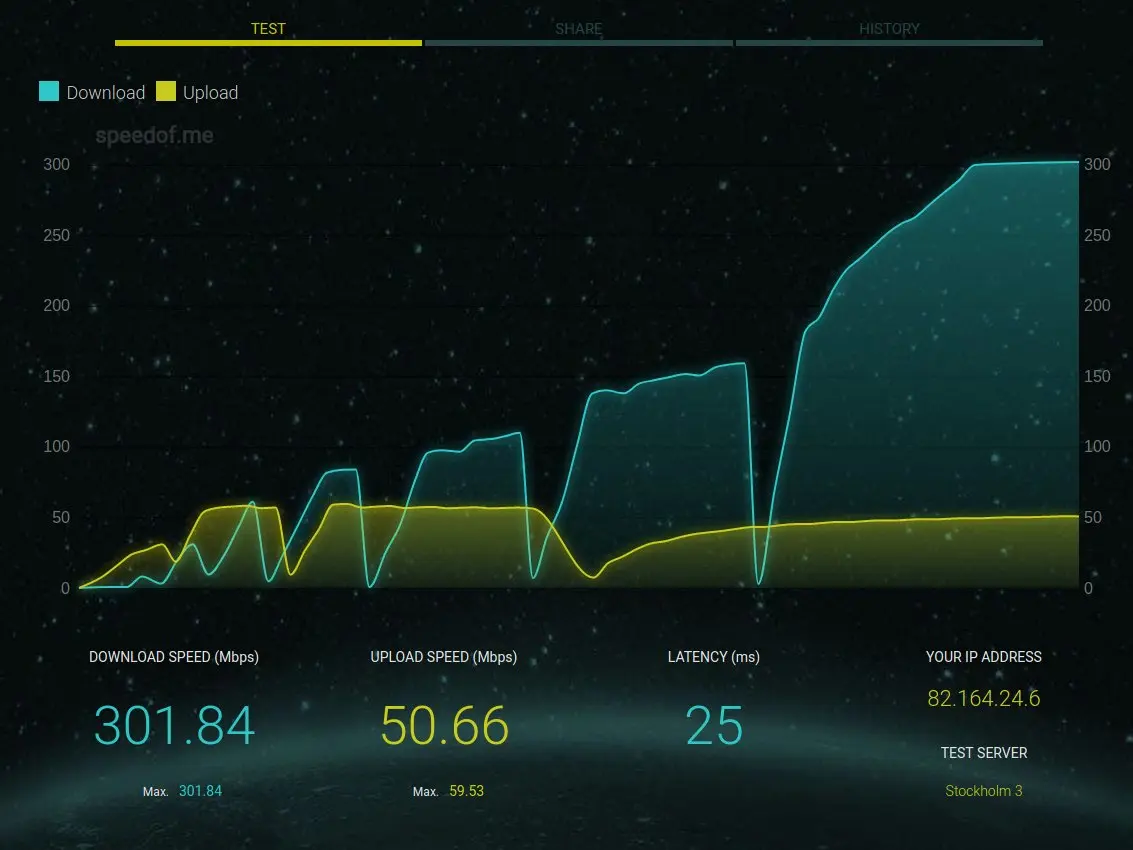 TEST SHARE HISTORY
Download Upload
speedof.me
300 300
250 250
200 200
150 150
100 100
50 50
0 0
DOWNLOAD SPEED (Mbps) UPLOAD SPEED (Mbps) LATENCY (ms) YOUR IP ADDRESS
301.84 50.66 25 82.164.24.6
TEST SERVER
Max. 301.84 Max. 59.53 Stockholm 3